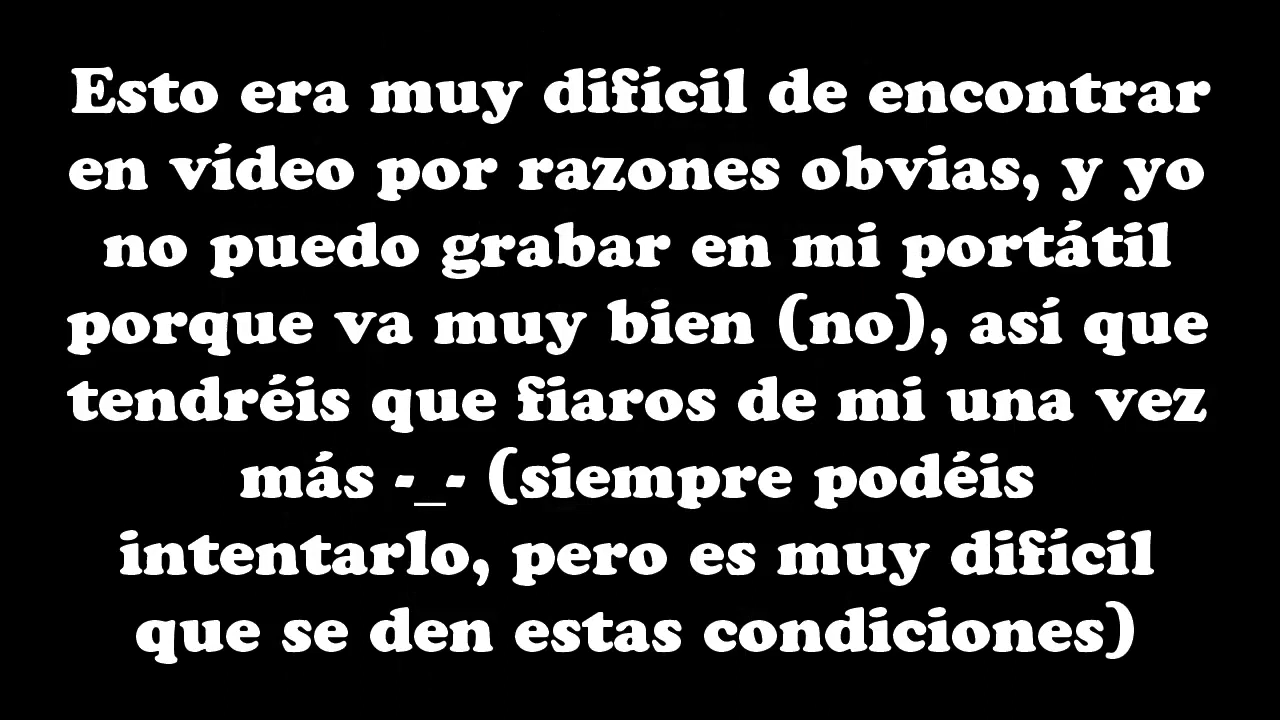 Esto era muy difícil de encontrar
en vídeo por razones obvias, y yo
no puedo grabar en mi portátil
porque va muy bien (no), así que
tendréis que fiaros de mi una vez
más -_- (siempre podéis
intentarlo, pero es muy difícil
que se den estas condiciones)